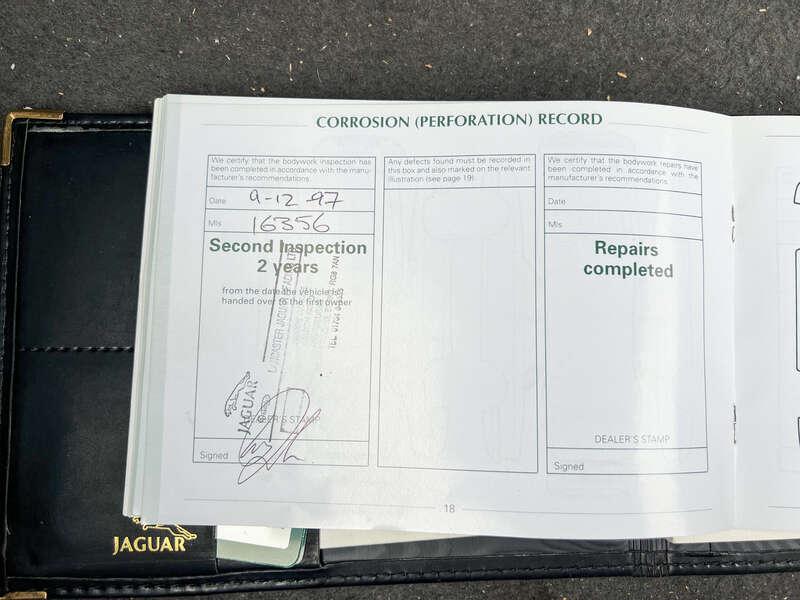 CORROSION (PERFORATION) RECORD
We certify that the bodywork inspection has
been completed in accordance with the manu-
facturer's recommendations.
Date 9-12-97
Mls 16356
Second Inspection
2 years
from the date the vehicle is
handed over to the first owner
JAGUAR
DEALER'S STAMP
Signed
Any defects found must be recorded in
this box and also marked on the relevant
illustration (see page 19).
We certify that the bodywork repairs have
been completed in accordance with the
manufacturer's recommendations.
Date
Mls
Repairs
completed
DEALER'S STAMP
Signed
18
JAGUAR